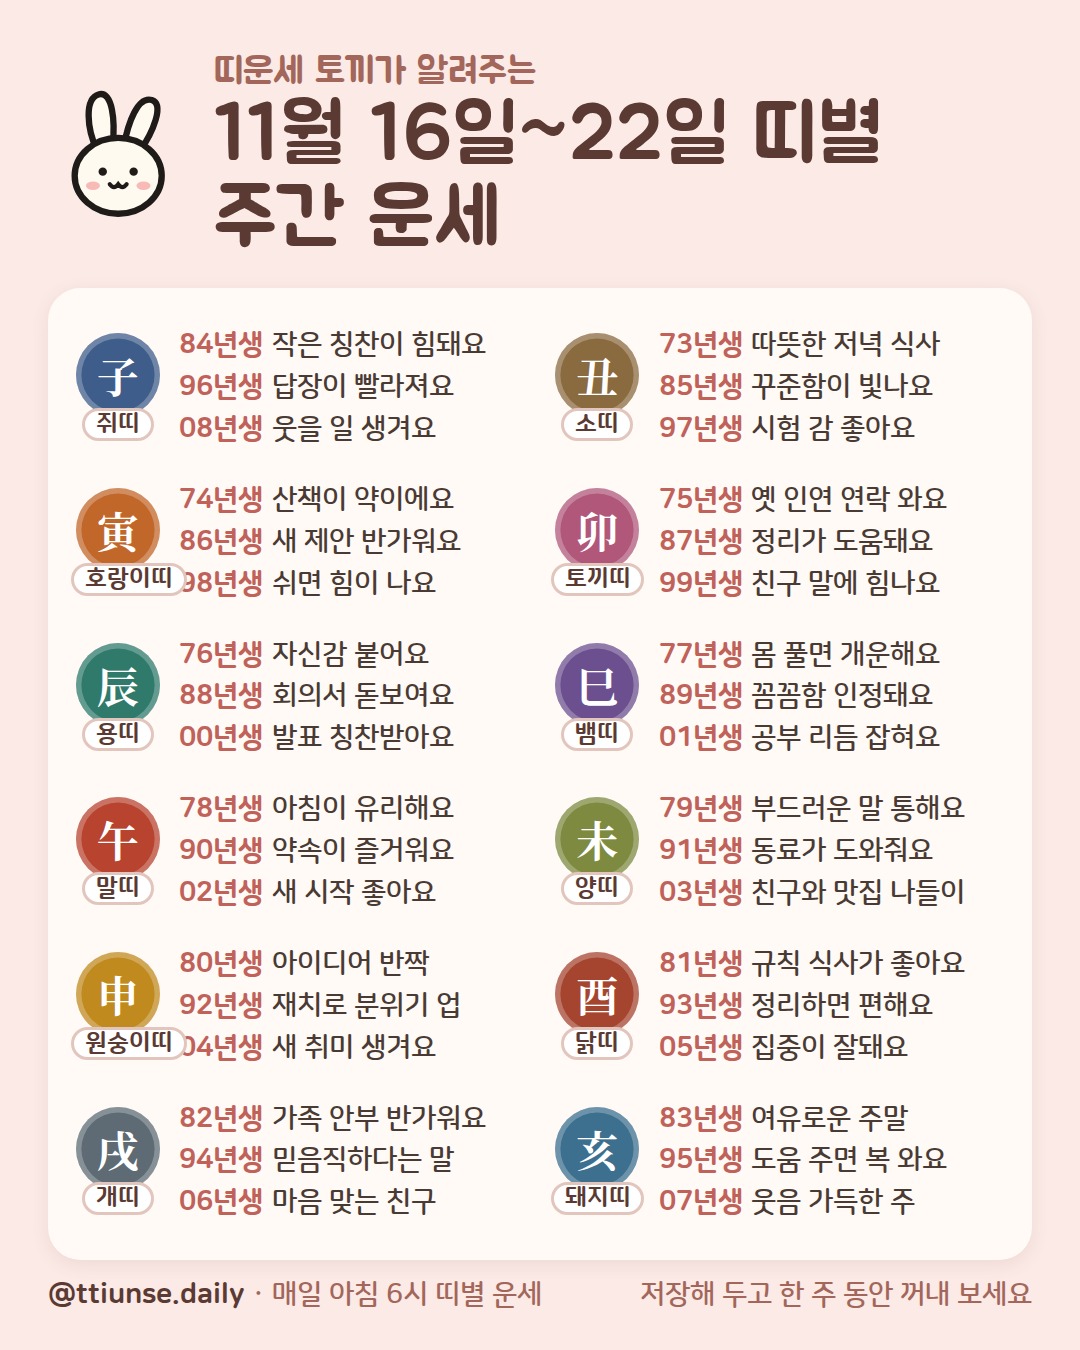 띠운세 토끼가 알려주는
11월 16일~22일 띠별
주간 운세
子
쥐띠
84년생 작은 칭찬이 힘돼요
96년생 답장이 빨라져요
08년생 웃을 일 생겨요
丑
소띠
73년생 따뜻한 저녁 식사
85년생 꾸준함이 빛나요
97년생 시험 감 좋아요
寅
호랑이띠
74년생 산책이 약이에요
86년생 새 제안 반가워요
98년생 쉬면 힘이 나요
卯
토끼띠
75년생 옛 인연 연락 와요
87년생 정리가 도움돼요
99년생 친구 말에 힘나요
辰
용띠
76년생 자신감 붙어요
88년생 회의서 돋보여요
00년생 발표 칭찬받아요
巳
뱀띠
77년생 몸 풀면 개운해요
89년생 꼼꼼함 인정돼요
01년생 공부 리듬 잡혀요
午
말띠
78년생 아침이 유리해요
90년생 약속이 즐거워요
02년생 새 시작 좋아요
未
양띠
79년생 부드러운 말 통해요
91년생 동료가 도와줘요
03년생 친구와 맛집 나들이
申
원숭이띠
80년생 아이디어 반짝
92년생 재치로 분위기 업
04년생 새 취미 생겨요
酉
닭띠
81년생 규칙 식사가 좋아요
93년생 정리하면 편해요
05년생 집중이 잘돼요
戌
개띠
82년생 가족 안부 반가워요
94년생 믿음직하다는 말
06년생 마음 맞는 친구
亥
돼지띠
83년생 여유로운 주말
95년생 도움 주면 복 와요
07년생 웃음 가득한 주
@ttiunse.daily · 매일 아침 6시 띠별 운세
저장해 두고 한 주 동안 꺼내 보세요